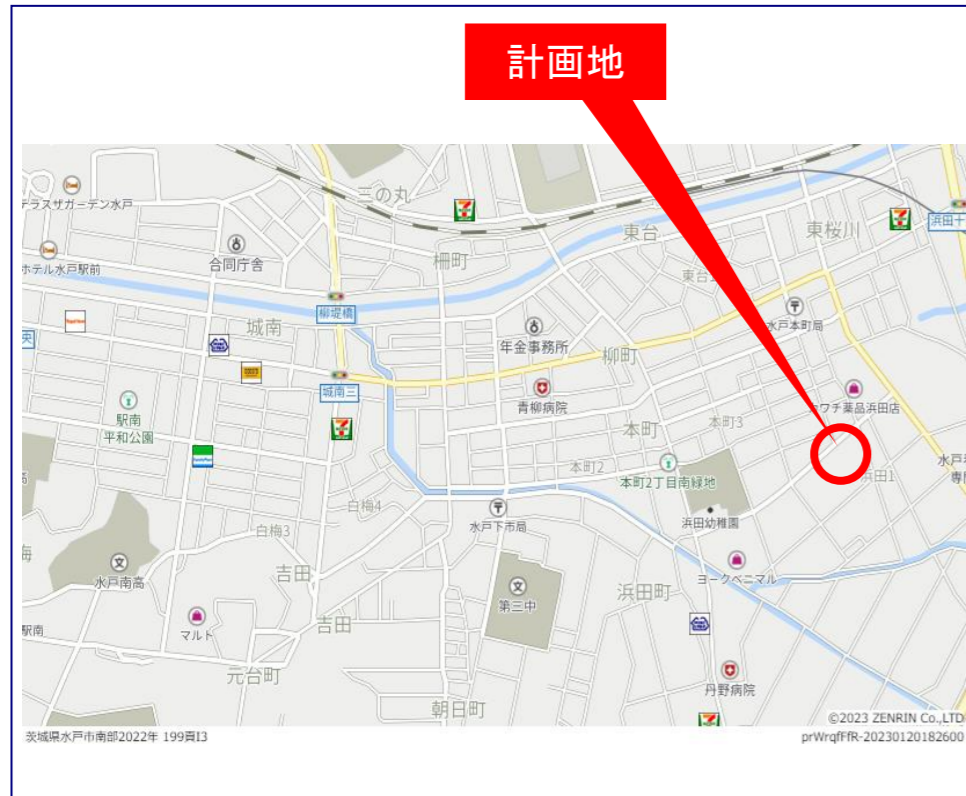 計画地
三の丸
テラスザガーデン水戸
東桜川
浜田十
合同庁舎
東台
柵町
ホテル水戸駅前
水戸本町局
柳堤橋
城南
年金事務所
柳町
城南三
青柳病院
駅南
平和公園
本町
本町3
浜田店
本町2
本町2丁目南緑地
浜田1
白梅4
水戸下市局
浜田幼稚園
白梅3
吉田
水戸南高
第三中
ヨークベニマル
浜田町
マルト
吉田
駅南
元台町
丹野病院
朝日町
©2023 ZENRIN Co.,LTD
茨城県水戸市南部2022年 199頁I3
prWrqfFfR-20230120182600